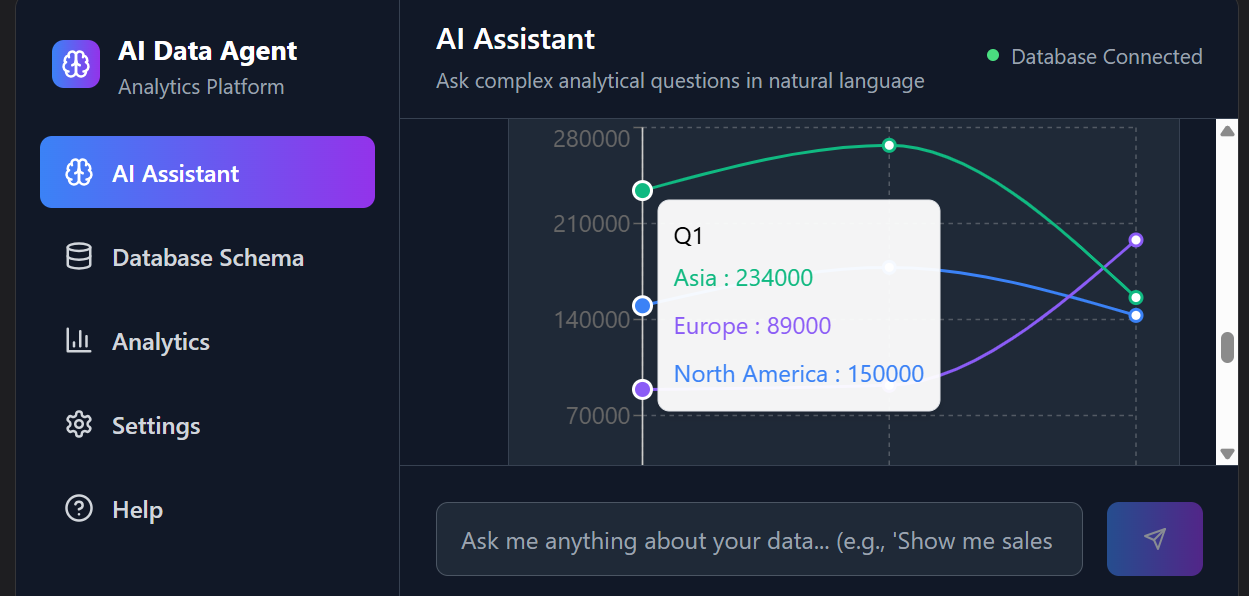 AI Data Agent
Analytics Platform
AI Assistant
Database Schema
Analytics
Settings
Help
AI Assistant
Ask complex analytical questions in natural language
Database Connected
280000
210000
140000
70000
Q1
Asia : 234000
Europe : 89000
North America : 150000
Ask me anything about your data... (e.g., 'Show me sales